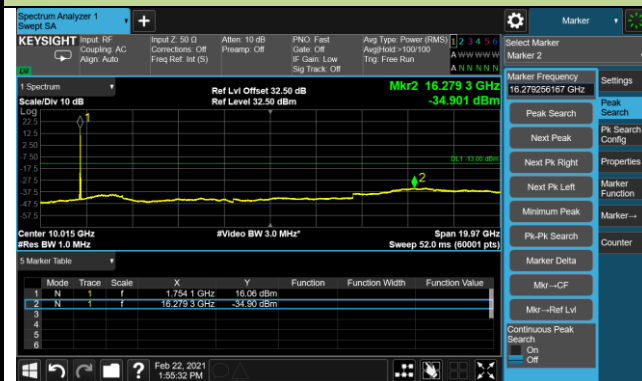 Spectrum Analyzer 1
Swept SA
+
Marker
KEYSIGHT
Input: RF
Coupling: AC
Align: Auto
Input Z: 50 Ω
Corrections: Off
Freq Ref: Int (S)
Atten: 10 dB
Preamp: Off
PNO: Fast
Gate: Off
IF Gain: Low
Sig Track: Off
Avg Type: Power (RMS)
Avg|Hold:>100/100
Trig: Free Run
1 2 3 4 5 6
A W W W W W
A N N N N N
LXI
Select Marker
Marker 2
1 Spectrum
Scale/Div 10 dB
Log
Ref Lvl Offset 32.50 dB
Ref Level 32.50 dBm
Mkr2 16.279 3 GHz
-34.901 dBm
22.5
12.5
2.50
-7.50
-17.5
-27.5
-37.5
-47.5
-57.5
1
2
DL1 -13.00 dBm
Center 10.015 GHz
#Res BW 1.0 MHz
#Video BW 3.0 MHz*
Span 19.97 GHz
Sweep 52.0 ms (60001 pts)
5 Marker Table
Mode Trace Scale X Y Function Function Width Function Value
1 N 1 f 1.754 1 GHz 16.06 dBm
2 N 1 f 16.279 3 GHz -34.90 dBm
3
4
5
6
Marker Frequency
16.279256167 GHz
Peak Search
Next Peak
Next Pk Right
Next Pk Left
Minimum Peak
Pk-Pk Search
Marker Delta
Mkr→CF
Mkr→Ref Lvl
Continuous Peak
Search
On
Off
Settings
Peak
Search
Pk Search
Config
Properties
Marker
Function
Marker→
Counter
?
Feb 22, 2021
1:55:32 PM